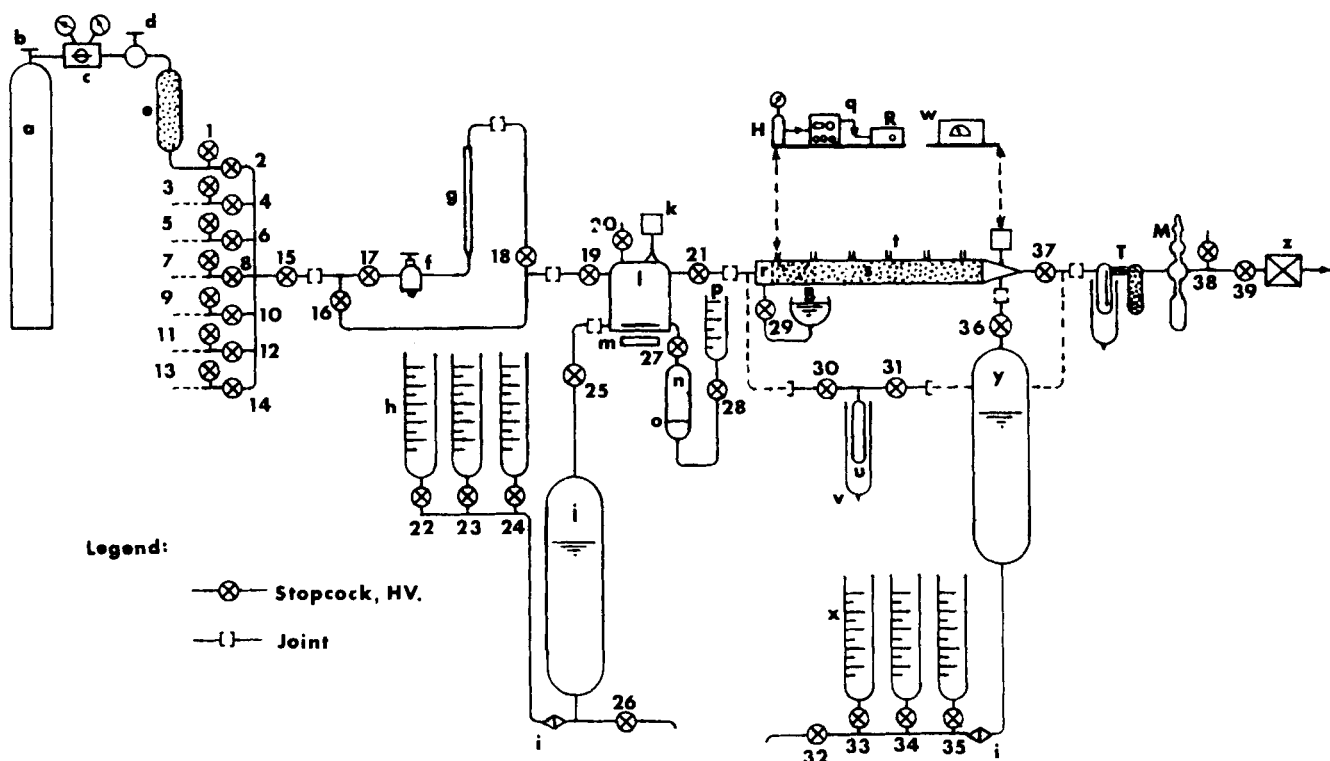 b
d
c
a
e
1
2
3
4
5
6
7
8
9
10
11
12
13
14
15
16
17
f
g
18
19
20
k
l
21
m
27
n
o
p
28
25
h
22
23
24
j
26
i
H
q
R
w
r
s
t
B
29
30
31
u
v
36
37
y
T
M
38
39
z
x
32
33
34
35
i
Legend:
Stopcock, HV.
Joint